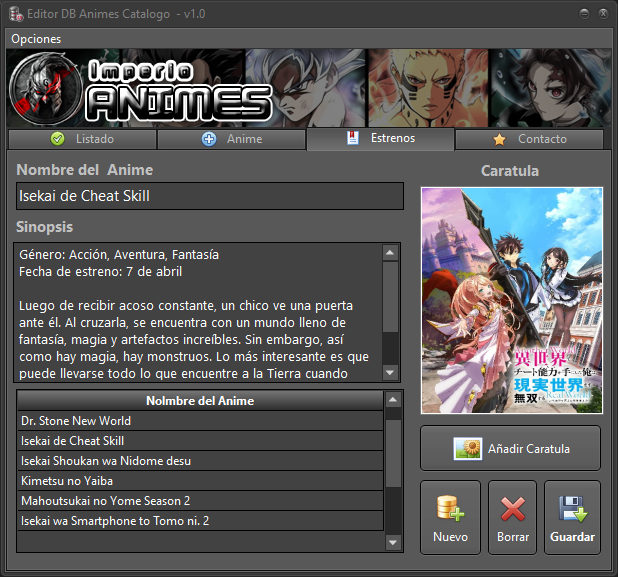 Editor DB Animes Catalogo - v1.0
Opciones
Imperio
ANIMES
Listado
Anime
Estrenos
Contacto
Nombre del Anime
Caratula
Isekai de Cheat Skill
Sinopsis
Género: Acción, Aventura, Fantasía
Fecha de estreno: 7 de abril
Luego de recibir acoso constante, un chico ve una puerta
ante él. Al cruzarla, se encuentra con un mundo lleno de
fantasía, magia y artefactos increíbles. Sin embargo, así
como hay magia, hay monstruos. Lo más interesante es que
puede llevarse todo lo que encuentre a la Tierra cuando
異世界
チート能力を手にした俺は
現実世界
無双
Nolmbre del Anime
Dr. Stone New World
Isekai de Cheat Skill
Isekai Shoukan wa Nidome desu
Kimetsu no Yaiba
Mahoutsukai no Yome Season 2
Isekai wa Smartphone to Tomo ni. 2
Añadir Caratula
Nuevo
Borrar
Guardar